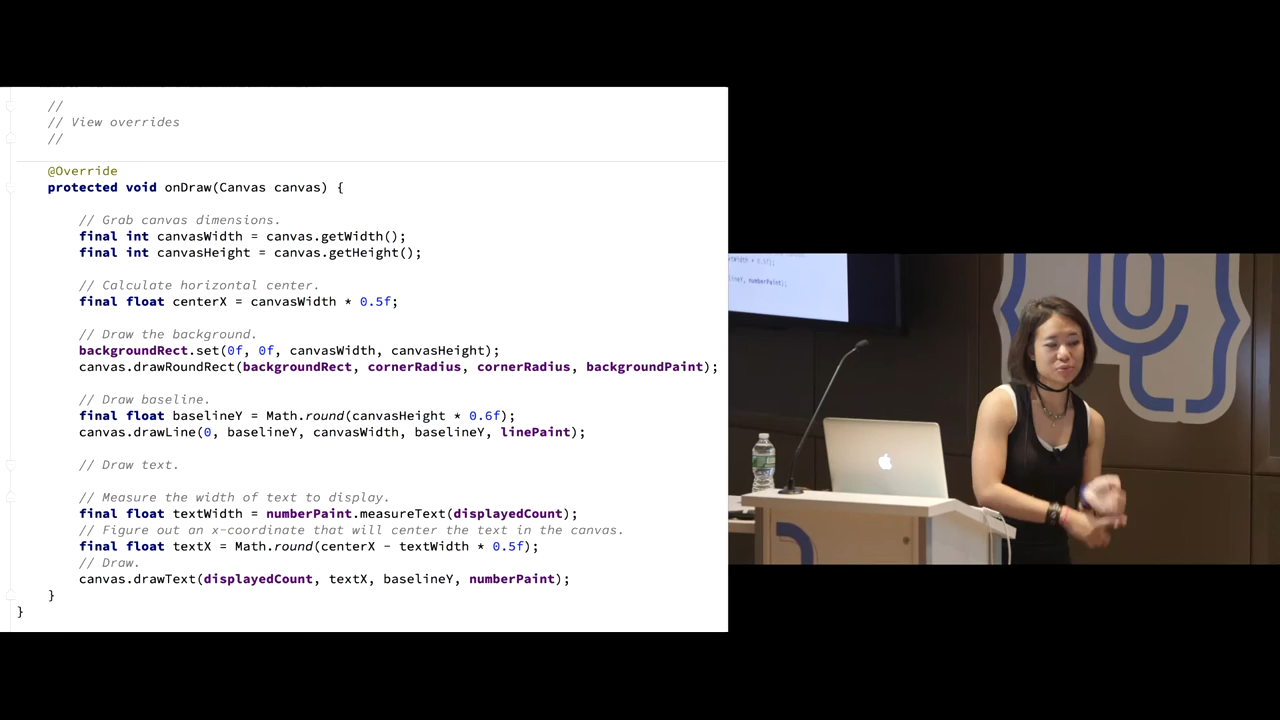 //
// View overrides
//
@Override
protected void onDraw(Canvas canvas) {
// Grab canvas dimensions.
final int canvasWidth = canvas.getWidth();
final int canvasHeight = canvas.getHeight();
// Calculate horizontal center.
final float centerX = canvasWidth * 0.5f;
// Draw the background.
backgroundRect.set(0f, 0f, canvasWidth, canvasHeight);
canvas.drawRoundRect(backgroundRect, cornerRadius, cornerRadius, backgroundPaint);
// Draw baseline.
final float baselineY = Math.round(canvasHeight * 0.6f);
canvas.drawLine(0, baselineY, canvasWidth, baselineY, linePaint);
// Draw text.
// Measure the width of text to display.
final float textWidth = numberPaint.measureText(displayedCount);
// Figure out an x-coordinate that will center the text in the canvas.
final float textX = Math.round(centerX - textWidth * 0.5f);
// Draw.
canvas.drawText(displayedCount, textX, baselineY, numberPaint);
}
}
numberPaint);